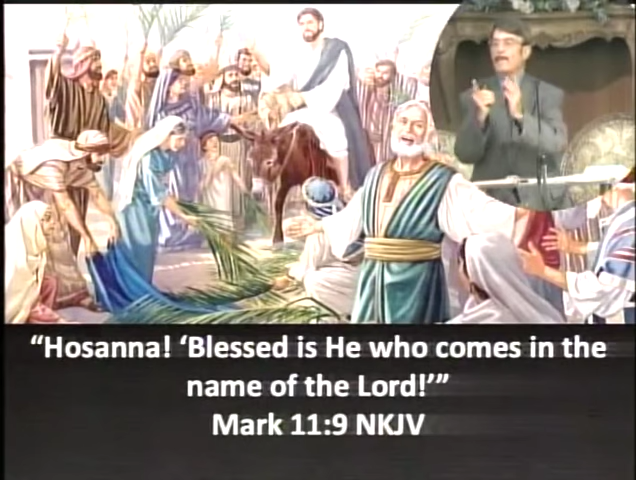 “Hosanna! ‘Blessed is He who comes in the
name of the Lord!’”
Mark 11:9 NKJV